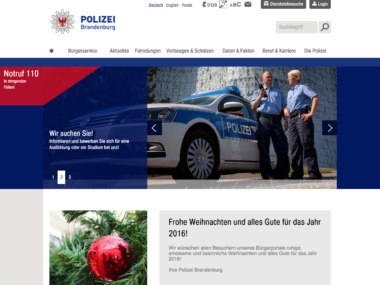 Deutsch English Polski
DGS ABC
Dienststellensuche
Login
POLIZEI
Brandenburg
Suchbegriff
Bürgerservice Aktuelles Fahndungen Vorbeugen & Schützen Daten & Fakten Beruf & Karriere Die Polizei
Notruf 110
in dringenden
Fällen!
POLIZEI
Wir suchen Sie!
Informieren und bewerben Sie sich für eine
Ausbildung oder ein Studium bei uns!
1 2 3
Frohe Weihnachten und alles Gute für das Jahr
2016!
Wir wünschen allen Besuchern unseres Bürgerportals ruhige,
erholsame und besinnliche Weihnachten und alles Gute für das Jahr
2016!
Ihre Polizei Brandenburg